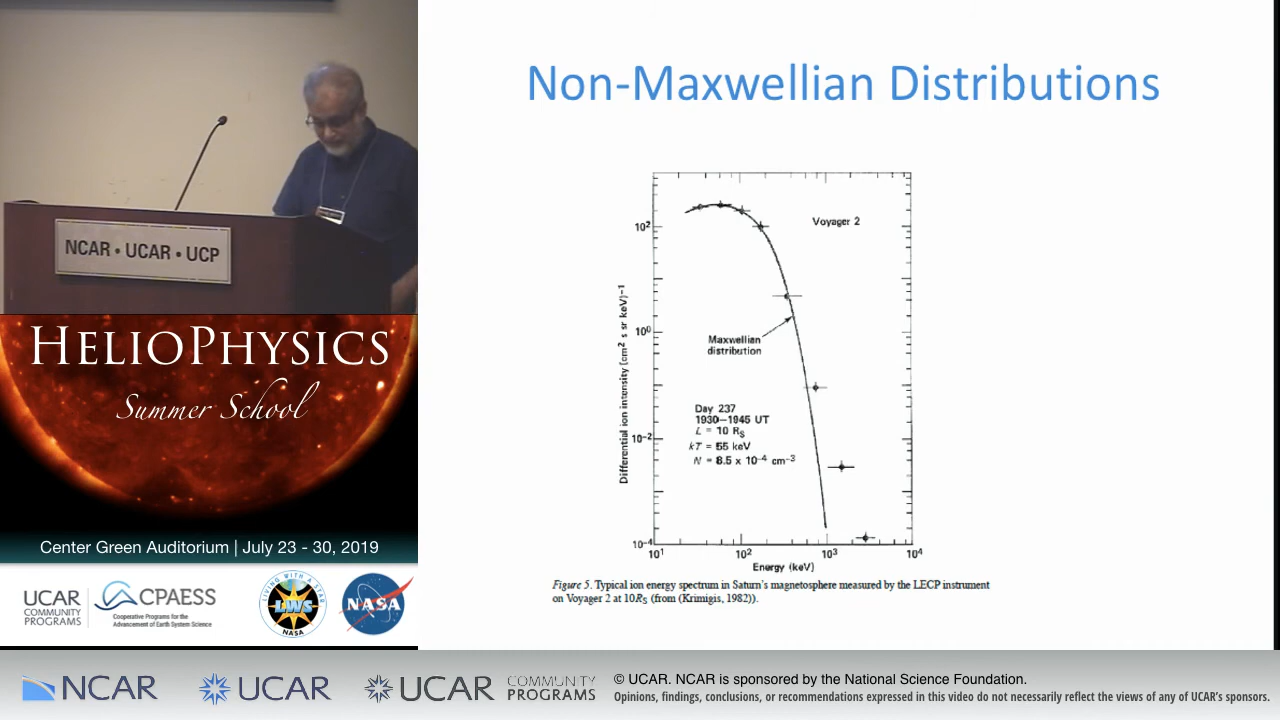 Non-Maxwellian Distributions
NCAR • UCAR • UCP
HELIOPHYSICS
Summer School
Center Green Auditorium | July 23 - 30, 2019
UCAR
COMMUNITY
PROGRAMS
CPAESS
Cooperative Programs for the
Advancement of Earth System Science
LIVING WITH A STAR
LWS
NASA
NASA
Voyager 2
Maxwellian
distribution
Day 237
1930–1945 UT
L = 10 R_S
kT = 55 keV
N = 8.5 x 10⁻⁴ cm⁻³
Differential ion intensity (cm² s sr keV)⁻¹
10²
10⁰
10⁻²
10⁻⁴
10¹ 10² 10³ 10⁴
Energy (keV)
Figure 5. Typical ion energy spectrum in Saturn's magnetosphere measured by the LECP instrument
on Voyager 2 at 10R_S (from (Krimigis, 1982)).
NCAR
UCAR
UCAR
COMMUNITY
PROGRAMS
© UCAR. NCAR is sponsored by the National Science Foundation.
Opinions, findings, conclusions, or recommendations expressed in this video do not necessarily reflect the views of any of UCAR's sponsors.